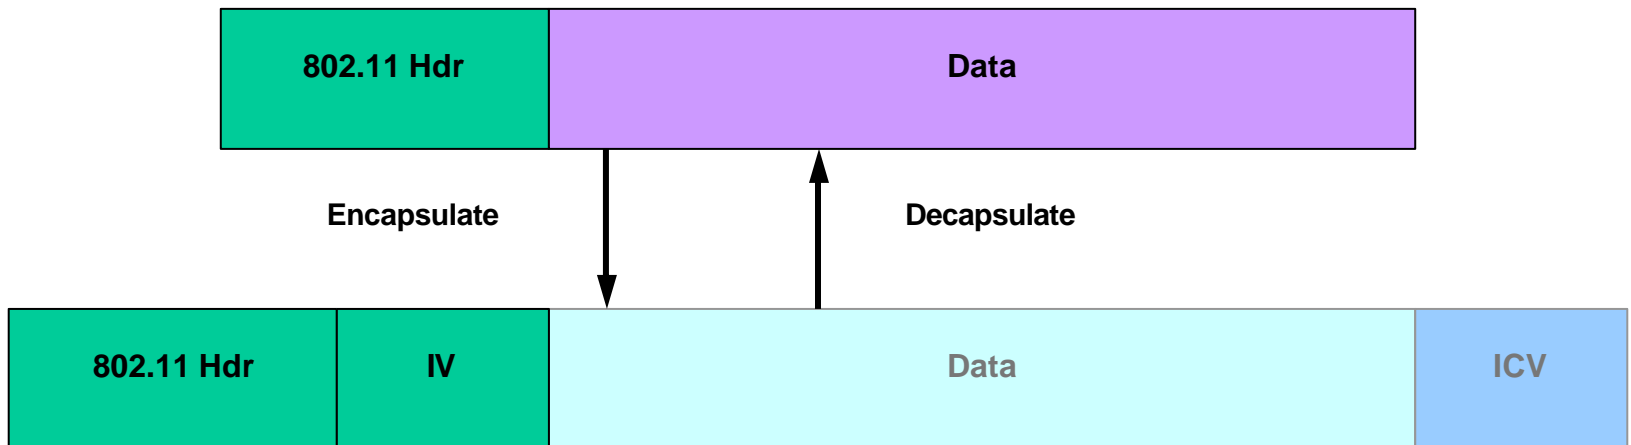 802.11 Hdr Data
Encapsulate Decapsulate
802.11 Hdr IV Data ICV